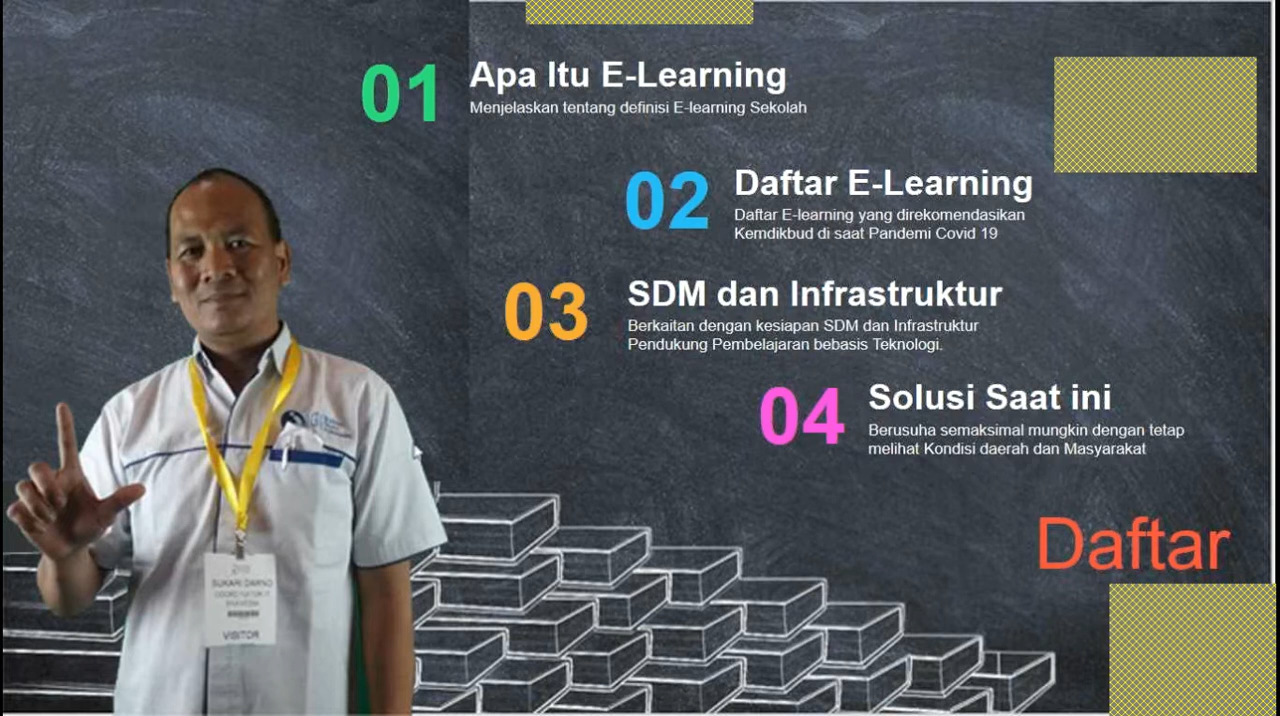 01
Apa Itu E-Learning
Menjelaskan tentang definisi E-learning Sekolah
02
Daftar E-Learning
Daftar E-learning yang direkomendasikan
Kemdikbud di saat Pandemi Covid 19
03
SDM dan Infrastruktur
Berkaitan dengan kesiapan SDM dan Infrastruktur
Pendukung Pembelajaran bebasis Teknologi.
04
Solusi Saat ini
Berusuha semaksimal mungkin dengan tetap
melihat Kondisi daerah dan Masyarakat
Daftar
SUKARI DARNO
VISITOR